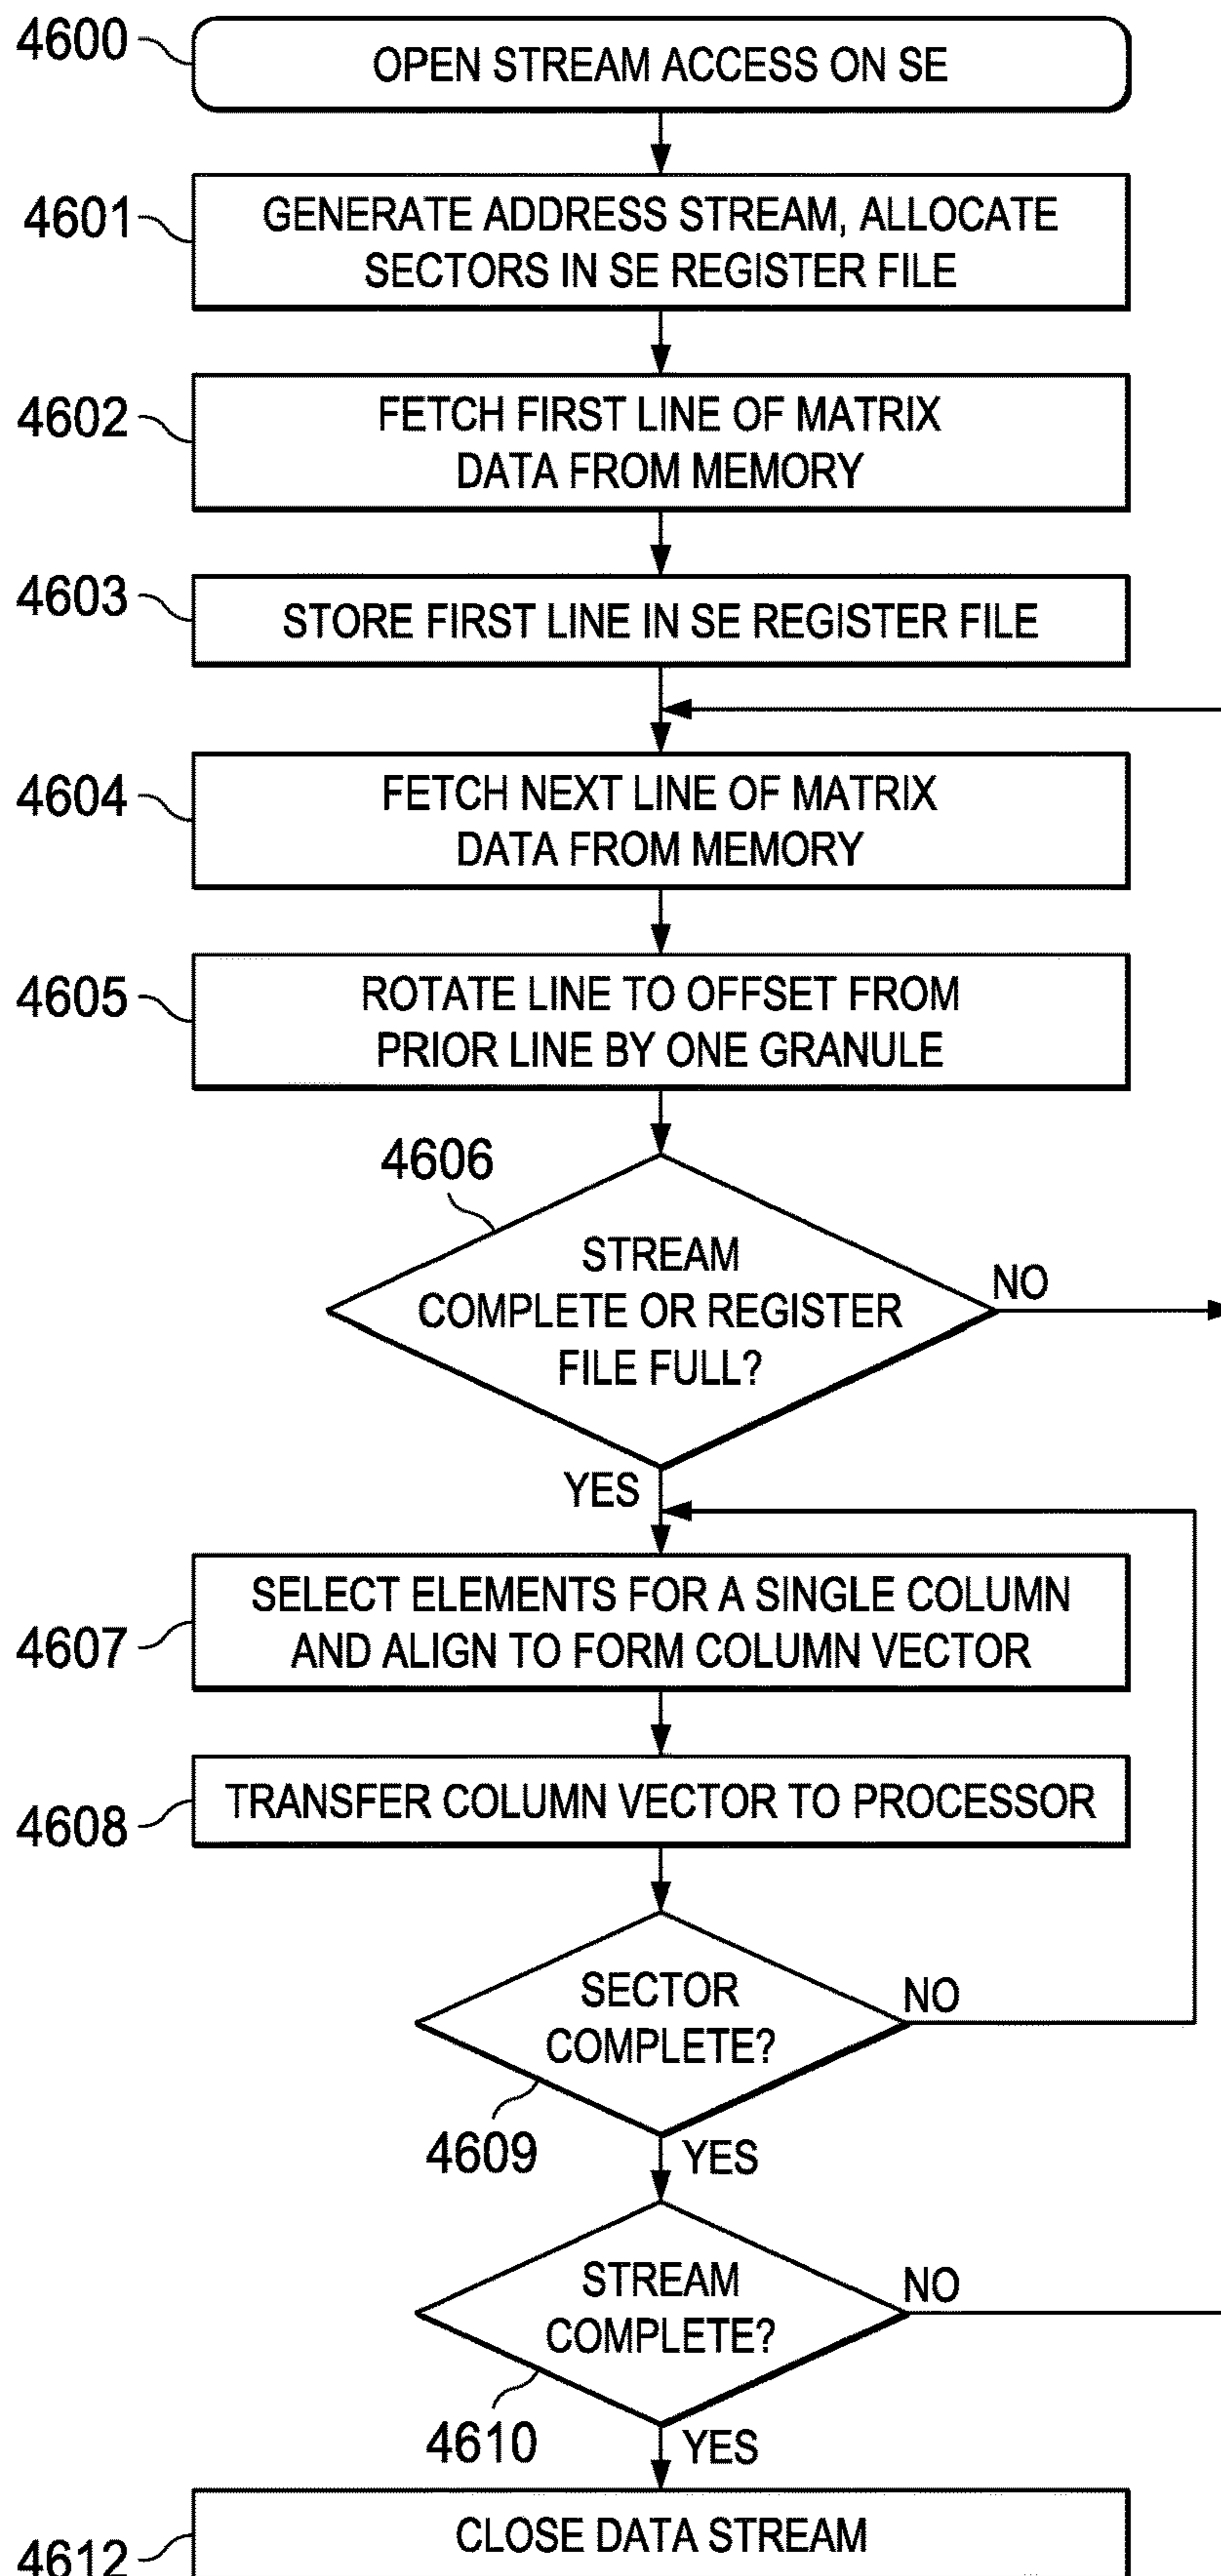 4600
OPEN STREAM ACCESS ON SE
4601
GENERATE ADDRESS STREAM, ALLOCATE
SECTORS IN SE REGISTER FILE
4602
FETCH FIRST LINE OF MATRIX
DATA FROM MEMORY
4603
STORE FIRST LINE IN SE REGISTER FILE
4604
FETCH NEXT LINE OF MATRIX
DATA FROM MEMORY
4605
ROTATE LINE TO OFFSET FROM
PRIOR LINE BY ONE GRANULE
4606
STREAM
COMPLETE OR REGISTER
FILE FULL?
NO
YES
4607
SELECT ELEMENTS FOR A SINGLE COLUMN
AND ALIGN TO FORM COLUMN VECTOR
4608
TRANSFER COLUMN VECTOR TO PROCESSOR
SECTOR
COMPLETE?
NO
4609
YES
STREAM
COMPLETE?
NO
4610
YES
4612
CLOSE DATA STREAM